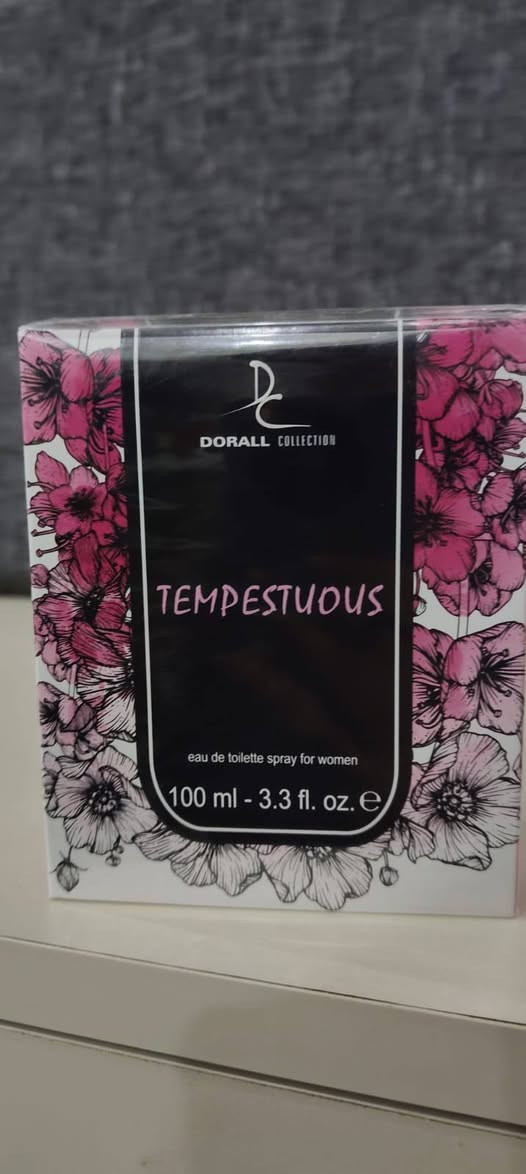 DC
DORALL COLLECTION
TEMPESTUOUS
eau de toilette spray for women
100 ml - 3.3 fl. oz. ℮